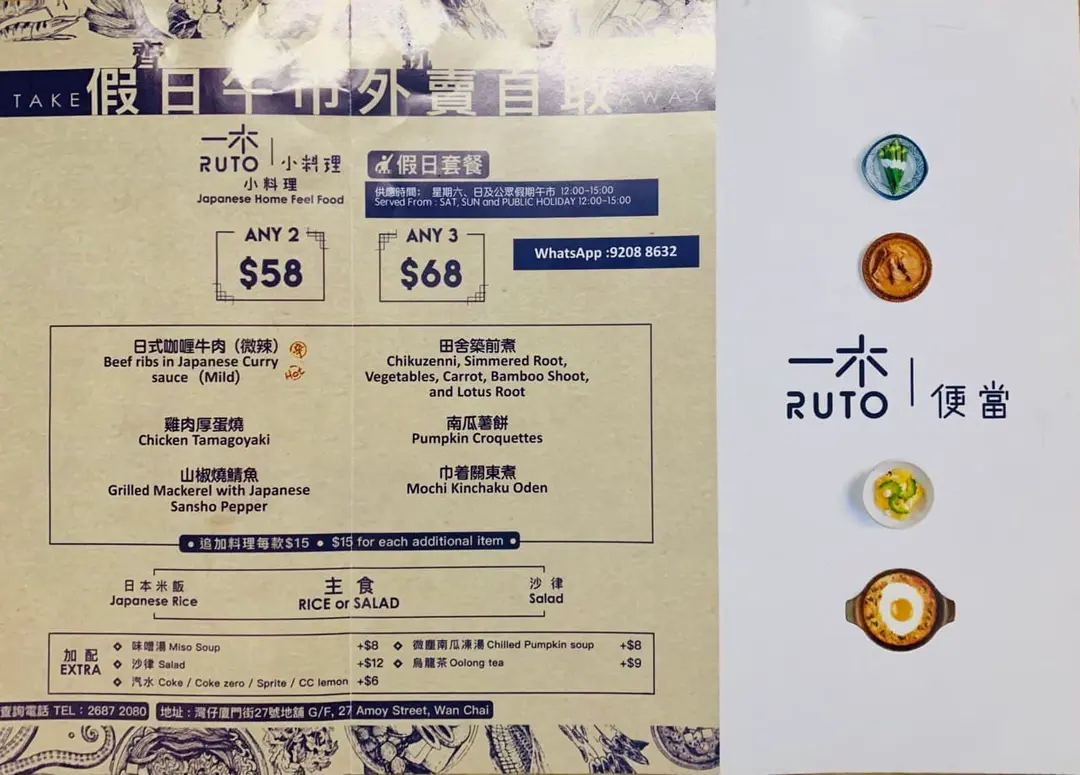 TAKE 假日午市外賣自取 AWAY
一木
RUTO 小料理
小料理
Japanese Home Feel Food
假日套餐
供應時間： 星期六、日及公眾假期午市 12:00-15:00
Served From : SAT, SUN and PUBLIC HOLIDAY 12:00-15:00
ANY 2
$58
ANY 3
$68
WhatsApp :9208 8632
日式咖喱牛肉（微辣）
Beef ribs in Japanese Curry
sauce （Mild）
Hot
雞肉厚蛋燒
Chicken Tamagoyaki
山椒燒鯖魚
Grilled Mackerel with Japanese
Sansho Pepper
田舍築前煮
Chikuzenni, Simmered Root,
Vegetables, Carrot, Bamboo Shoot,
and Lotus Root
南瓜薯餅
Pumpkin Croquettes
巾着關東煮
Mochi Kinchaku Oden
• 追加料理每款$15 • $15 for each additional item •
日本米飯
Japanese Rice
主食
RICE or SALAD
沙律
Salad
加配
EXTRA
味噌湯 Miso Soup +$8
沙律 Salad +$12
汽水 Coke / Coke zero / Sprite / CC lemon +$6
微塵南瓜凍湯 Chilled Pumpkin soup +$8
烏龍茶 Oolong tea +$9
查詢電話 TEL：2687 2080
地址：灣仔廈門街27號地舖 G/F, 27 Amoy Street, Wan Chai
一木
RUTO 便當